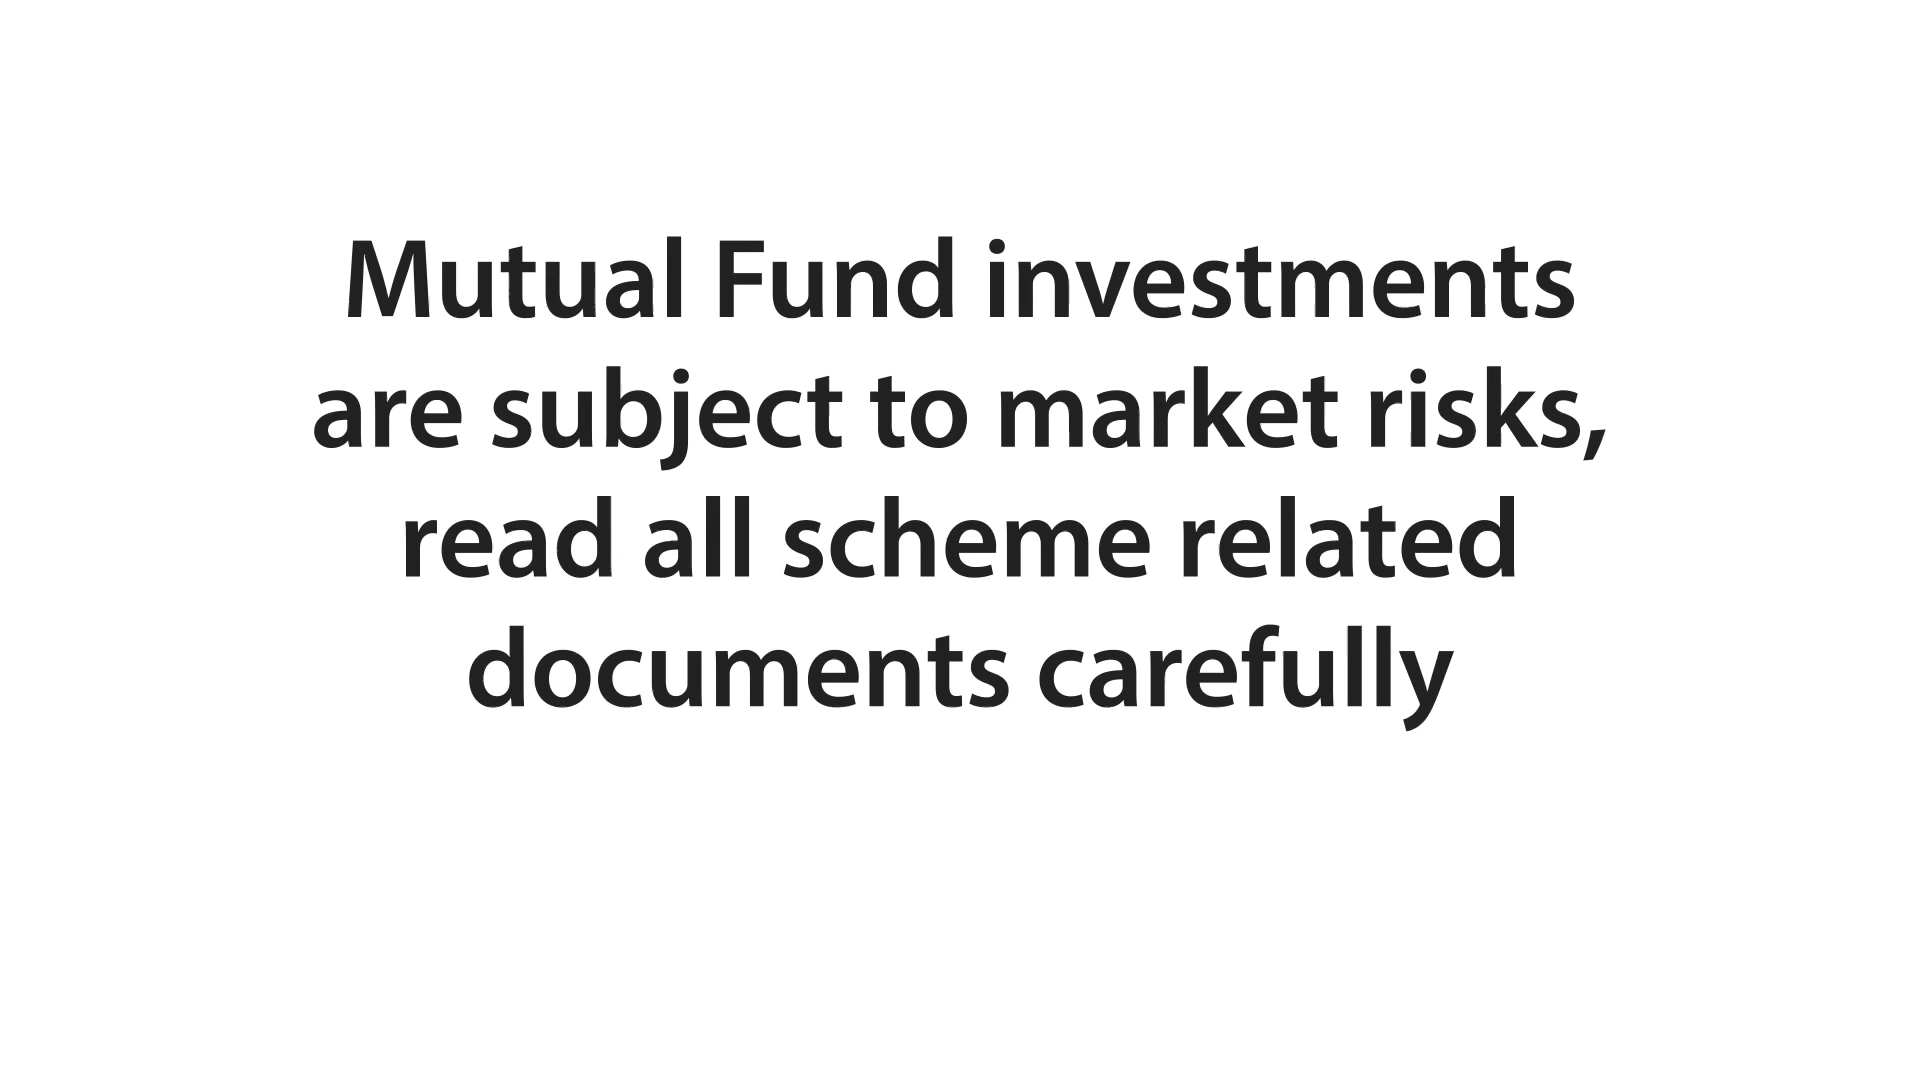 Mutual Fund investments
are subject to market risks,
read all scheme related
documents carefully